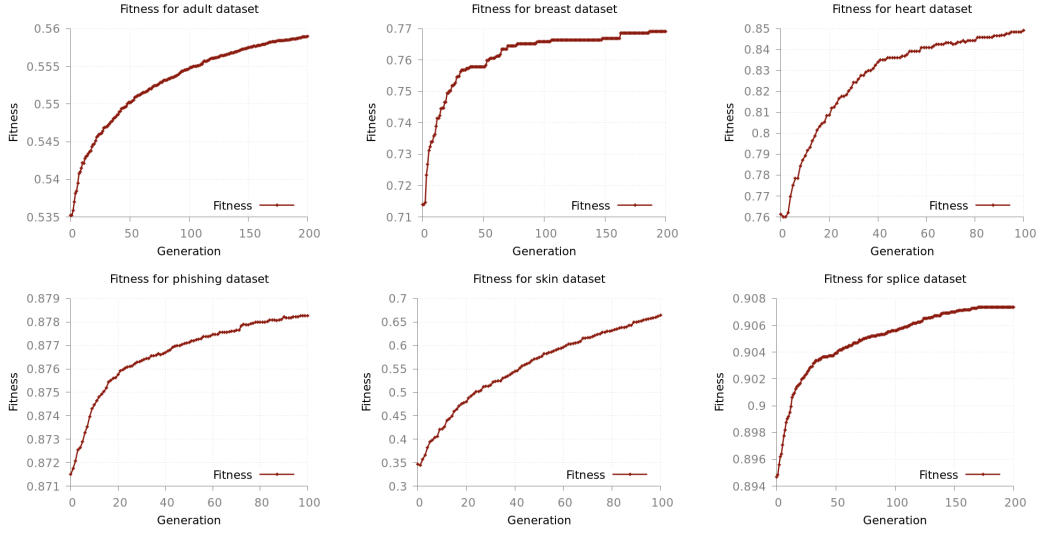 Fitness for adult dataset
0.56
0.555
0.55
0.545
0.54
0.535
0 50 100 150 200
Fitness
Generation
Fitness
Fitness for breast dataset
0.77
0.76
0.75
0.74
0.73
0.72
0.71
0 50 100 150 200
Fitness
Generation
Fitness
Fitness for heart dataset
0.85
0.84
0.83
0.82
0.81
0.8
0.79
0.78
0.77
0.76
0 20 40 60 80 100
Fitness
Generation
Fitness
Fitness for phishing dataset
0.879
0.878
0.877
0.876
0.875
0.874
0.873
0.872
0.871
0 20 40 60 80 100
Fitness
Generation
Fitness
Fitness for skin dataset
0.7
0.65
0.6
0.55
0.5
0.45
0.4
0.35
0.3
0 20 40 60 80 100
Fitness
Generation
Fitness
Fitness for splice dataset
0.908
0.906
0.904
0.902
0.9
0.898
0.896
0.894
0 50 100 150 200
Fitness
Generation
Fitness